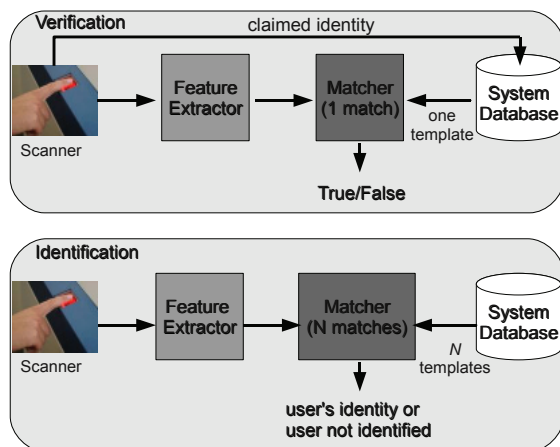 Verification
claimed identity
Scanner
Feature
Extractor
Matcher
(1 match)
one
template
System
Database
True/False
Identification
Scanner
Feature
Extractor
Matcher
(N matches)
N
templates
System
Database
user's identity or
user not identified